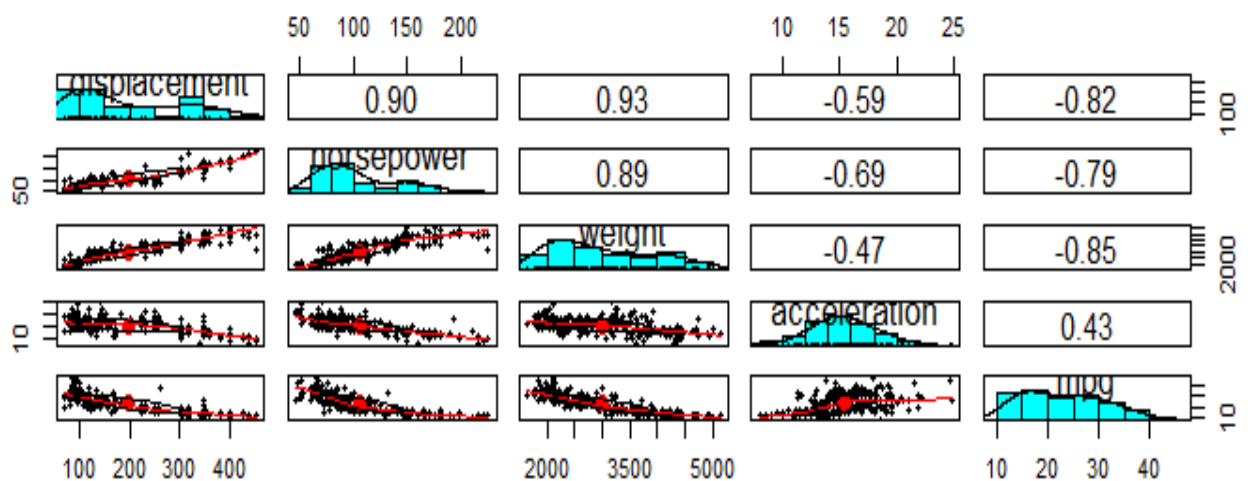 50 100 150 200
10 15 20 25
displacement 0.90 0.93 -0.59 -0.82 100
50 horsepower 0.89 -0.69 -0.79
weight -0.47 -0.85 2000
10 acceleration 0.43
mpg 10
100 200 300 400
2000 3500 5000
10 20 30 40